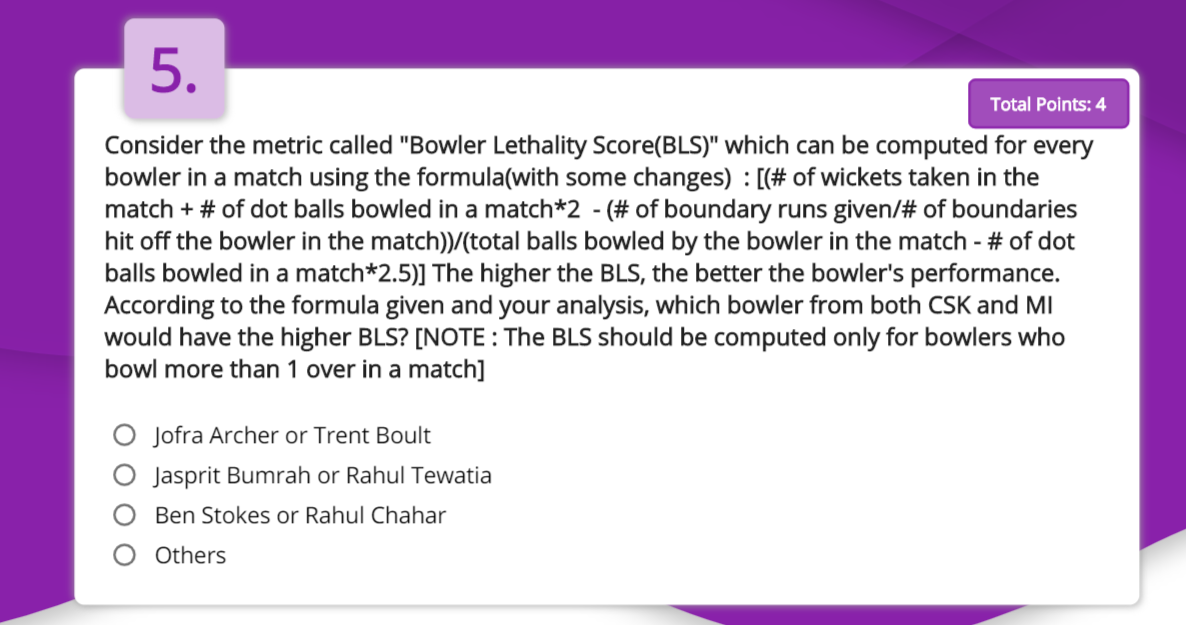 5.
Total Points: 4
Consider the metric called "Bowler Lethality Score(BLS)" which can be computed for every
bowler in a match using the formula(with some changes)  : [(# of wickets taken in the
match + # of dot balls bowled in a match*2  - (# of boundary runs given/# of boundaries
hit off the bowler in the match))/(total balls bowled by the bowler in the match - # of dot
balls bowled in a match*2.5)] The higher the BLS, the better the bowler's performance.
According to the formula given and your analysis, which bowler from both CSK and MI
would have the higher BLS? [NOTE : The BLS should be computed only for bowlers who
bowl more than 1 over in a match]
Jofra Archer or Trent Boult
Jasprit Bumrah or Rahul Tewatia
Ben Stokes or Rahul Chahar
Others